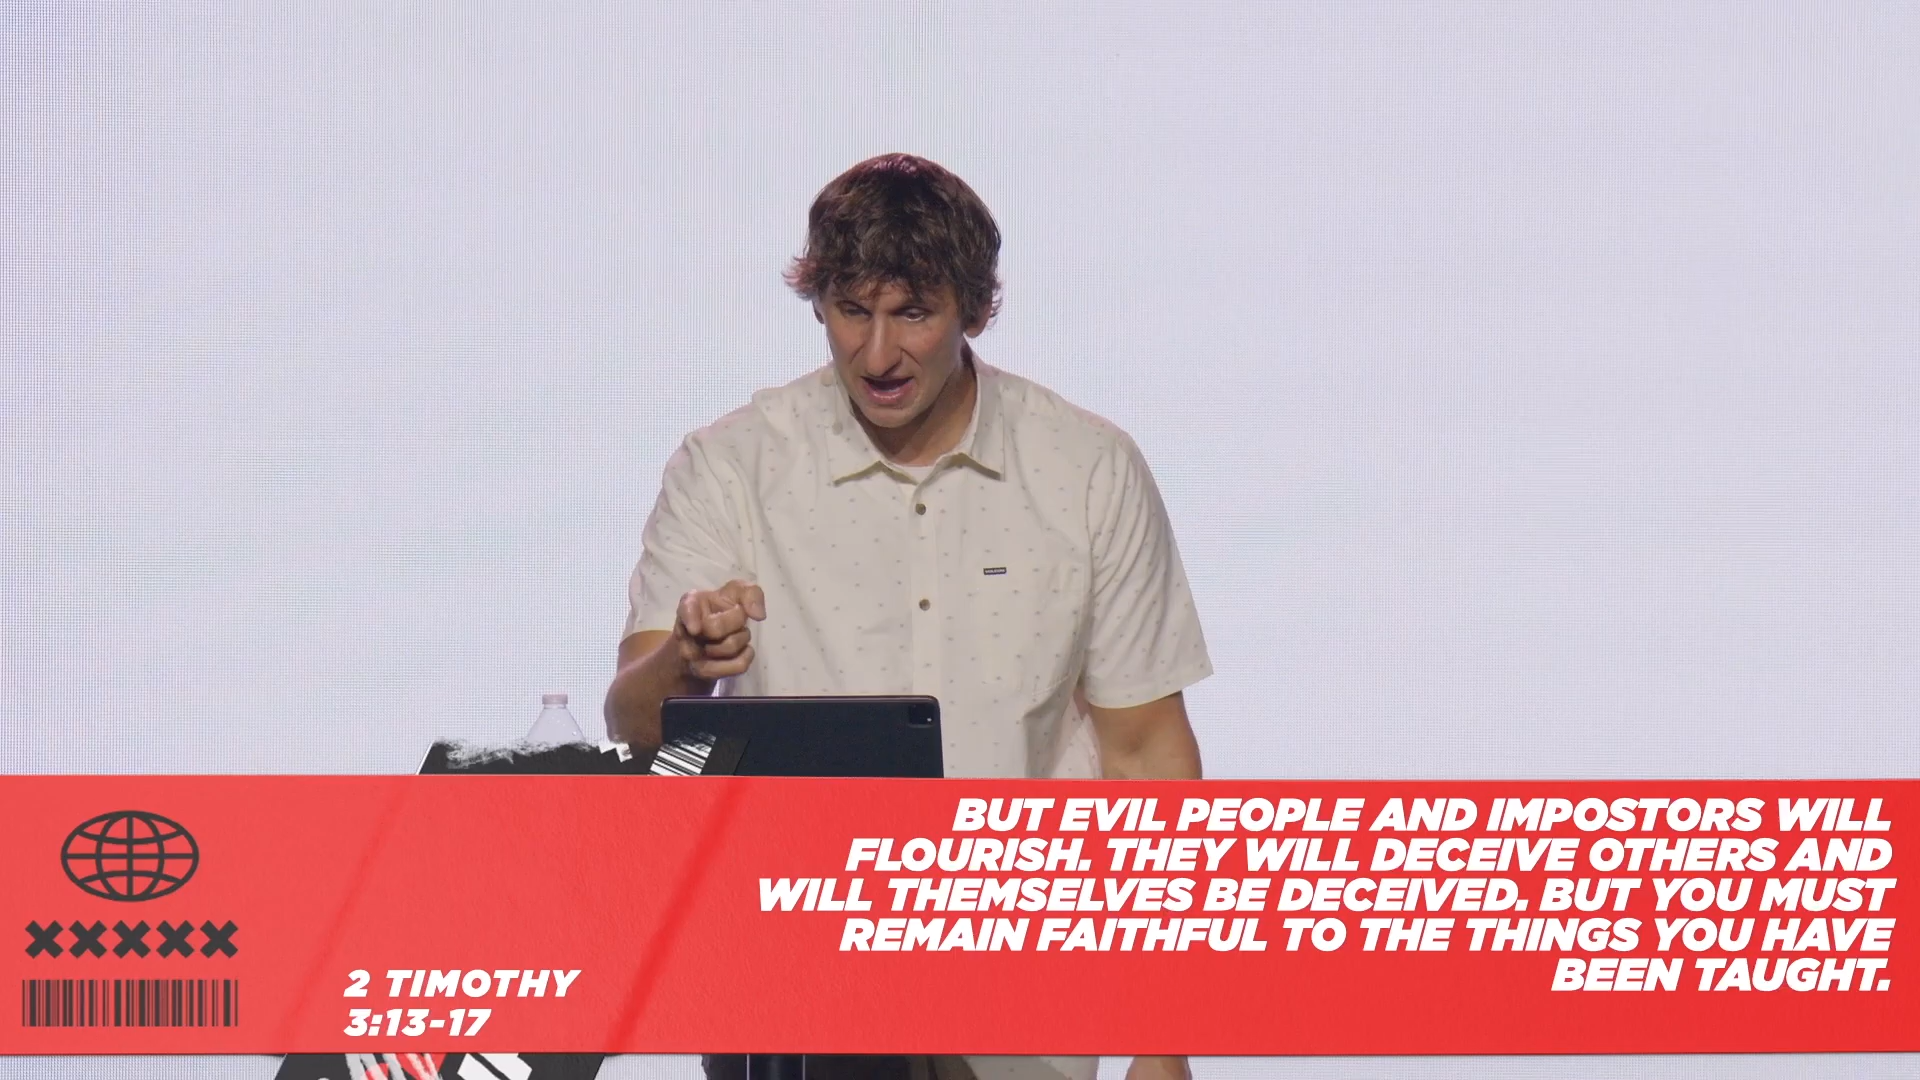 BUT EVIL PEOPLE AND IMPOSTORS WILL
FLOURISH. THEY WILL DECEIVE OTHERS AND
WILL THEMSELVES BE DECEIVED. BUT YOU MUST
REMAIN FAITHFUL TO THE THINGS YOU HAVE
BEEN TAUGHT.
2 TIMOTHY
3:13-17